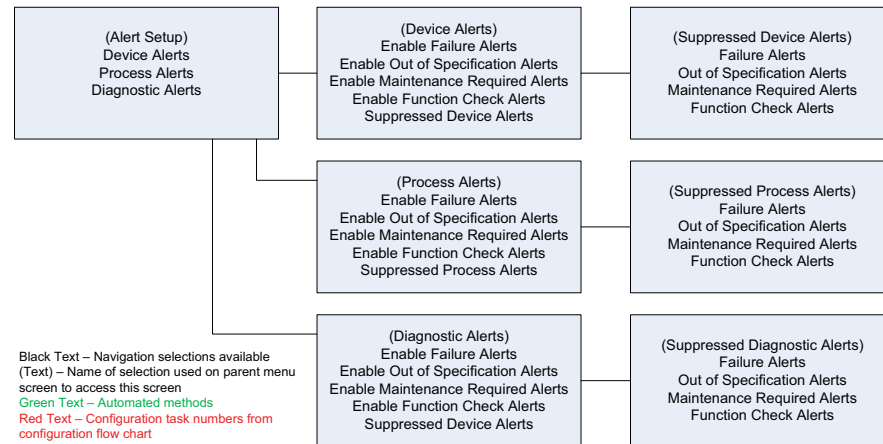 (Alert Setup)
Device Alerts
Process Alerts
Diagnostic Alerts
(Device Alerts)
Enable Failure Alerts
Enable Out of Specification Alerts
Enable Maintenance Required Alerts
Enable Function Check Alerts
Suppressed Device Alerts
(Suppressed Device Alerts)
Failure Alerts
Out of Specification Alerts
Maintenance Required Alerts
Function Check Alerts
(Process Alerts)
Enable Failure Alerts
Enable Out of Specification Alerts
Enable Maintenance Required Alerts
Enable Function Check Alerts
Suppressed Process Alerts
(Suppressed Process Alerts)
Failure Alerts
Out of Specification Alerts
Maintenance Required Alerts
Function Check Alerts
(Diagnostic Alerts)
Enable Failure Alerts
Enable Out of Specification Alerts
Enable Maintenance Required Alerts
Enable Function Check Alerts
Suppressed Device Alerts
(Suppressed Diagnostic Alerts)
Failure Alerts
Out of Specification Alerts
Maintenance Required Alerts
Function Check Alerts
Black Text – Navigation selections available
(Text) – Name of selection used on parent menu
screen to access this screen
Green Text – Automated methods
Red Text – Configuration task numbers from
configuration flow chart